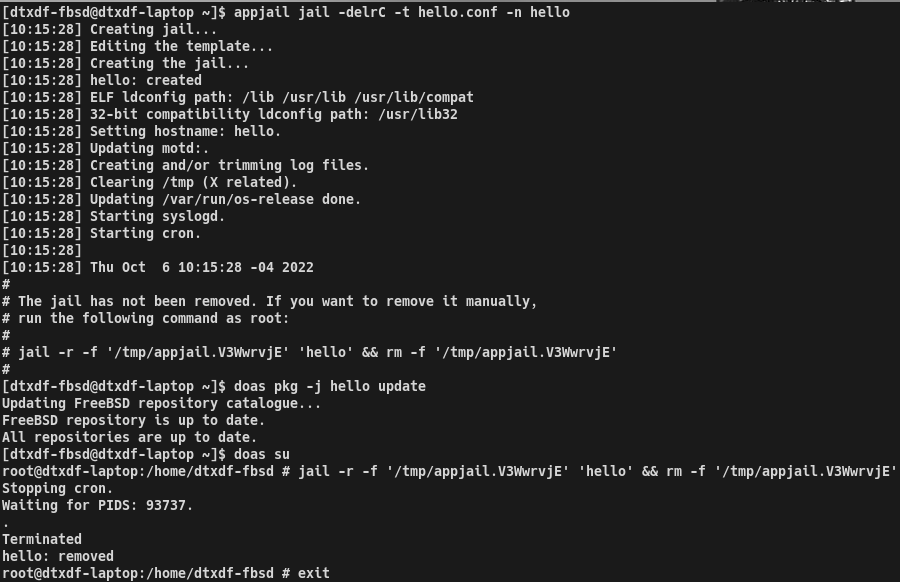 [dtxdf-fbsd@dtxdf-laptop ~]$ appjail jail -delrC -t hello.conf -n hello
[10:15:28] Creating jail...
[10:15:28] Editing the template...
[10:15:28] Creating the jail...
[10:15:28] hello: created
[10:15:28] ELF ldconfig path: /lib /usr/lib /usr/lib/compat
[10:15:28] 32-bit compatibility ldconfig path: /usr/lib32
[10:15:28] Setting hostname: hello.
[10:15:28] Updating motd:.
[10:15:28] Creating and/or trimming log files.
[10:15:28] Clearing /tmp (X related).
[10:15:28] Updating /var/run/os-release done.
[10:15:28] Starting syslogd.
[10:15:28] Starting cron.
[10:15:28]
[10:15:28] Thu Oct  6 10:15:28 -04 2022
#
# The jail has not been removed. If you want to remove it manually,
# run the following command as root:
#
# jail -r -f '/tmp/appjail.V3WwrvjE' 'hello' && rm -f '/tmp/appjail.V3WwrvjE'
#
[dtxdf-fbsd@dtxdf-laptop ~]$ doas pkg -j hello update
Updating FreeBSD repository catalogue...
FreeBSD repository is up to date.
All repositories are up to date.
[dtxdf-fbsd@dtxdf-laptop ~]$ doas su
root@dtxdf-laptop:/home/dtxdf-fbsd # jail -r -f '/tmp/appjail.V3WwrvjE' 'hello' && rm -f '/tmp/appjail.V3WwrvjE'
Stopping cron.
Waiting for PIDS: 93737.
.
Terminated
hello: removed
root@dtxdf-laptop:/home/dtxdf-fbsd # exit